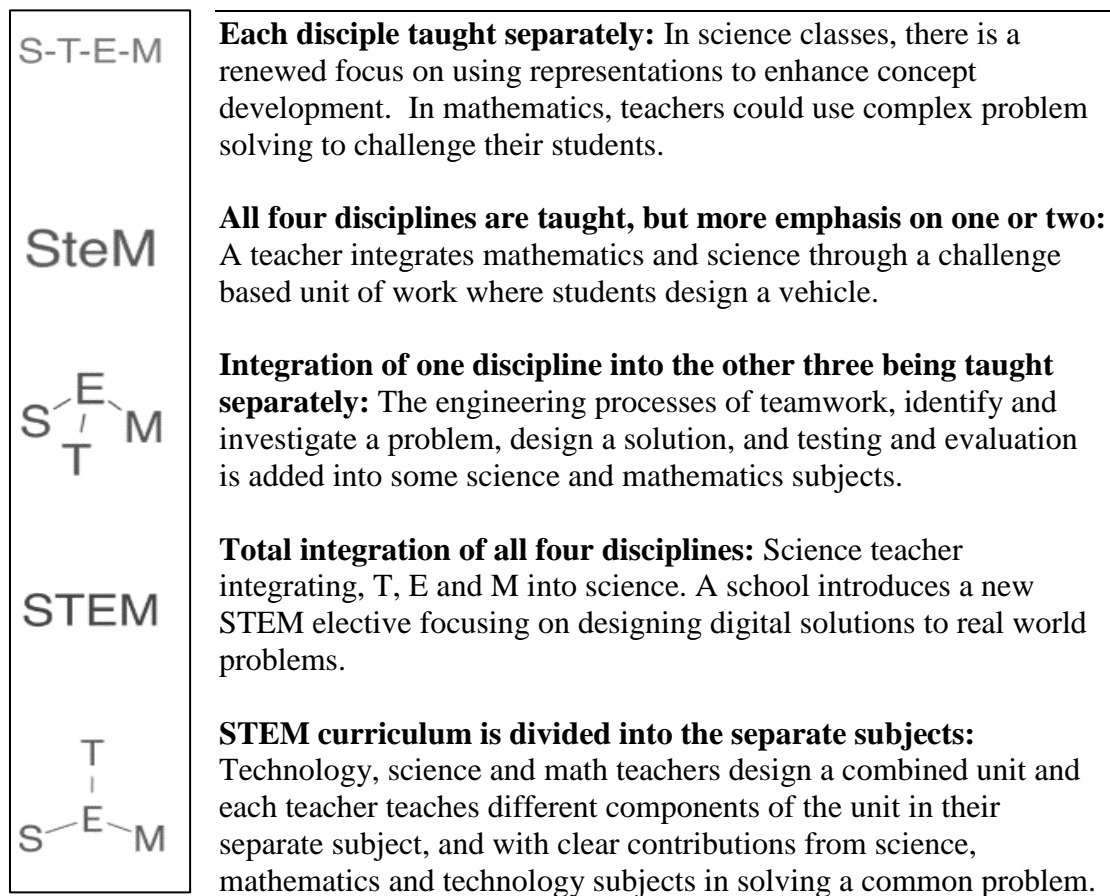 S-T-E-M
Each disciple taught separately: In science classes, there is a
renewed focus on using representations to enhance concept
development. In mathematics, teachers could use complex problem
solving to challenge their students.
SteM
All four disciplines are taught, but more emphasis on one or two:
A teacher integrates mathematics and science through a challenge
based unit of work where students design a vehicle.
E
S M
T
Integration of one discipline into the other three being taught
separately: The engineering processes of teamwork, identify and
investigate a problem, design a solution, and testing and evaluation
is added into some science and mathematics subjects.
STEM
Total integration of all four disciplines: Science teacher
integrating, T, E and M into science. A school introduces a new
STEM elective focusing on designing digital solutions to real world
problems.
T
S E M
STEM curriculum is divided into the separate subjects:
Technology, science and math teachers design a combined unit and
each teacher teaches different components of the unit in their
separate subject, and with clear contributions from science,
mathematics and technology subjects in solving a common problem.